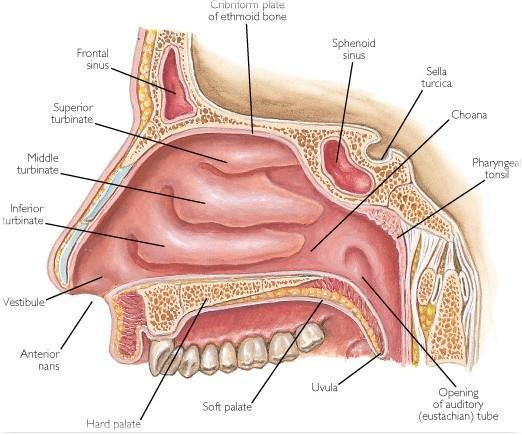 Cribriform plate
of ethmoid bone
Frontal
sinus
Sphenoid
sinus
Sella
turcica
Superior
turbinate
Choana
Middle
turbinate
Pharyngeal
tonsil
Inferior
turbinate
Vestibule
Anterior
naris
Uvula
Opening
of auditory
(eustachian) tube
Soft palate
Hard palate